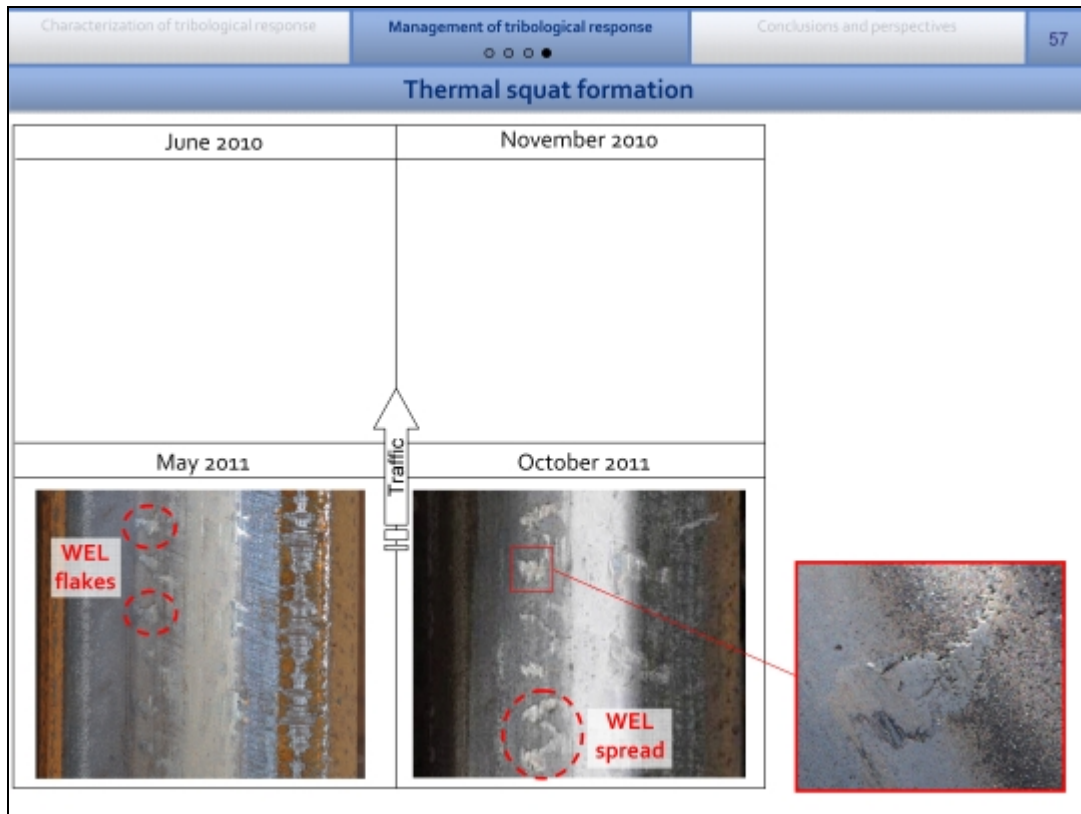 Characterization of tribological response
Management of tribological response
Conclusions and perspectives
57
Thermal squat formation
June 2010
November 2010
Traffic
May 2011
October 2011
WEL
flakes
WEL
spread